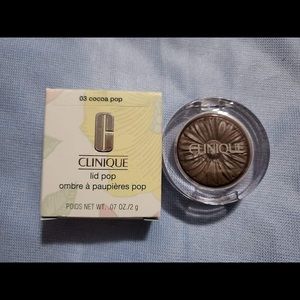 03 cocoa pop
C
CLINIQUE
lid pop
ombre à paupières pop
POIDS NET WT. .07 OZ./2 g
CLINIQUE